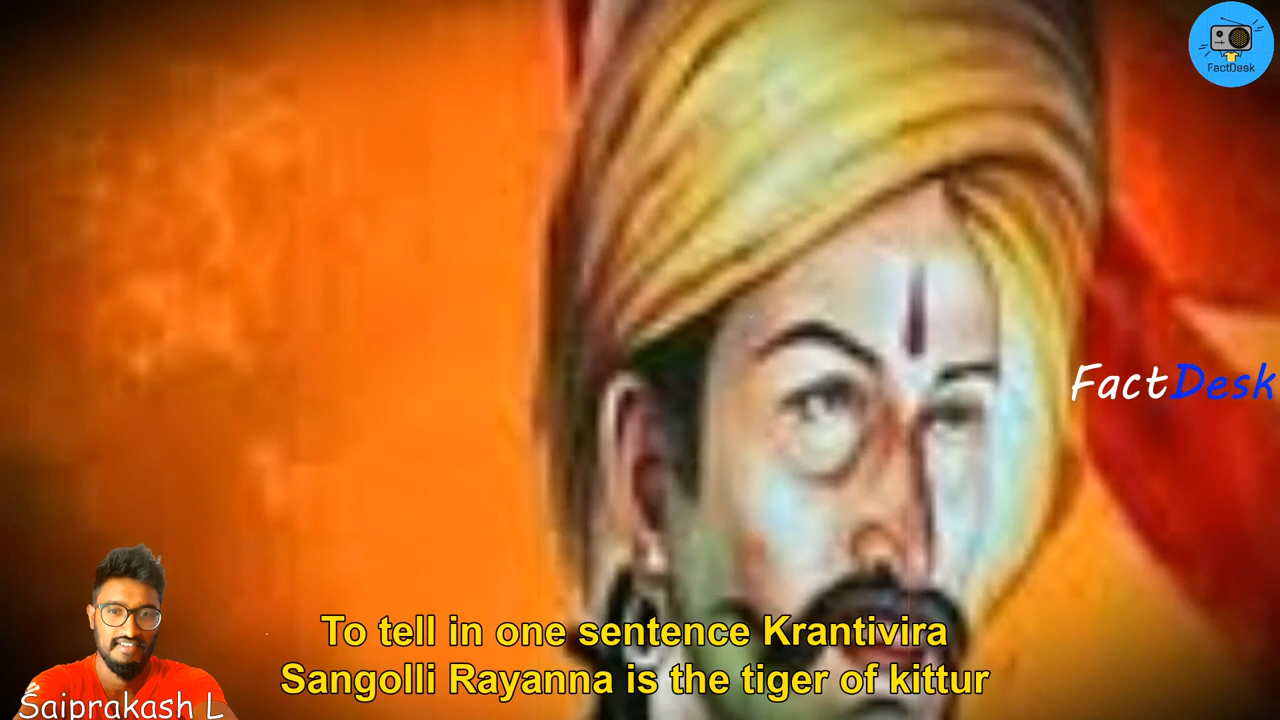 FactDesk
FactDesk
To tell in one sentence Krantivira
Sangolli Rayanna is the tiger of kittur
Saiprakash L